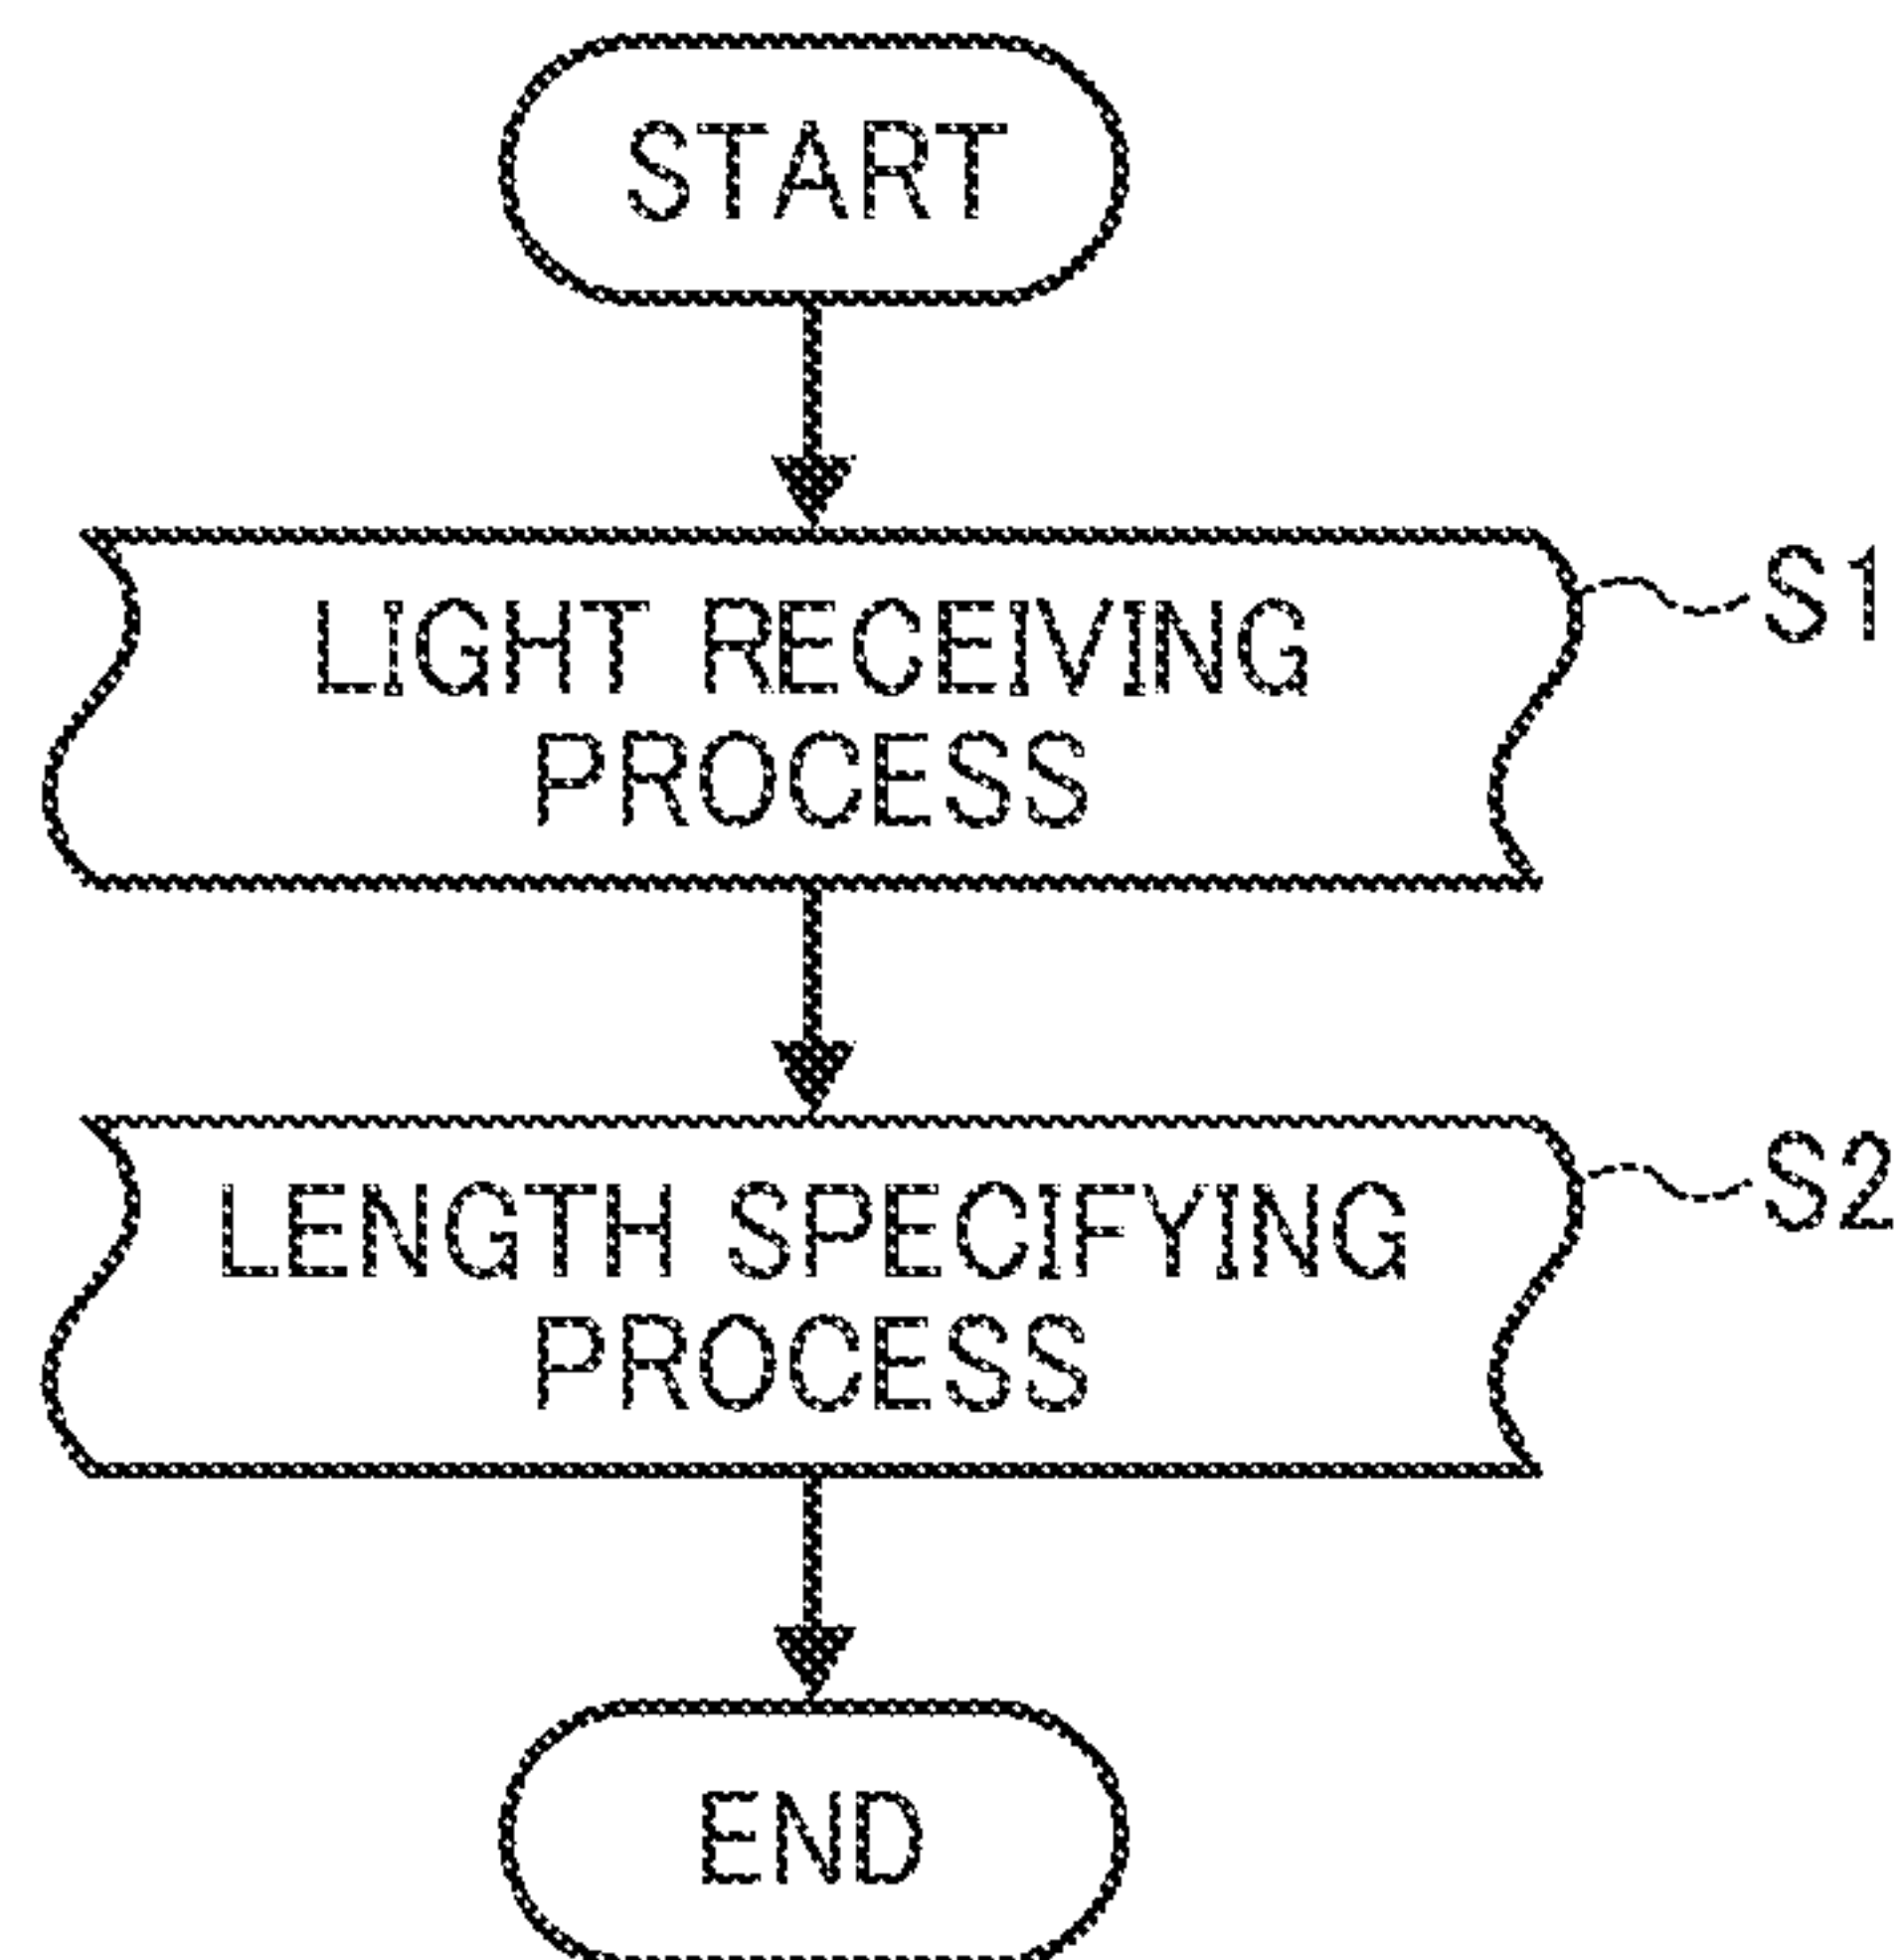 START
LIGHT RECEIVING
PROCESS
S1
LENGTH SPECIFYING
PROCESS
S2
END